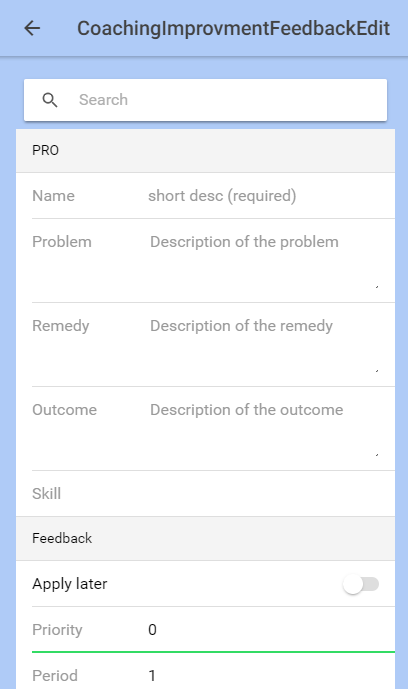 CoachingImprovmentFeedbackEdit
Search
PRO
Name short desc (required)
Problem Description of the problem
Remedy Description of the remedy
Outcome Description of the outcome
Skill
Feedback
Apply later
Priority 0
Period 1